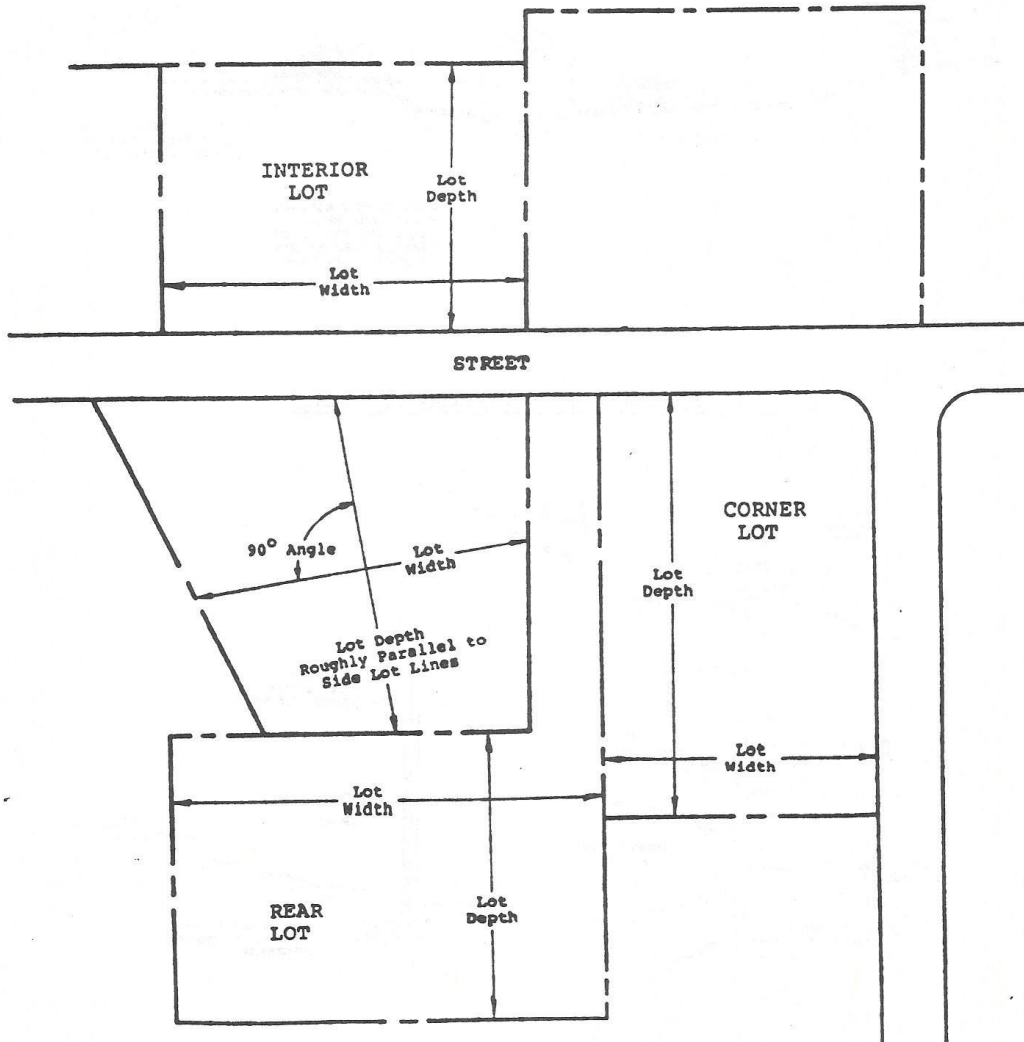 INTERIOR
LOT
Lot
Depth
Lot
Width
STREET
CORNER
LOT
90° Angle
Lot
Width
Lot
Depth
Lot Depth
Roughly Parallel to
Side Lot Lines
Lot
Width
Lot
Width
REAR
LOT
Lot
Depth